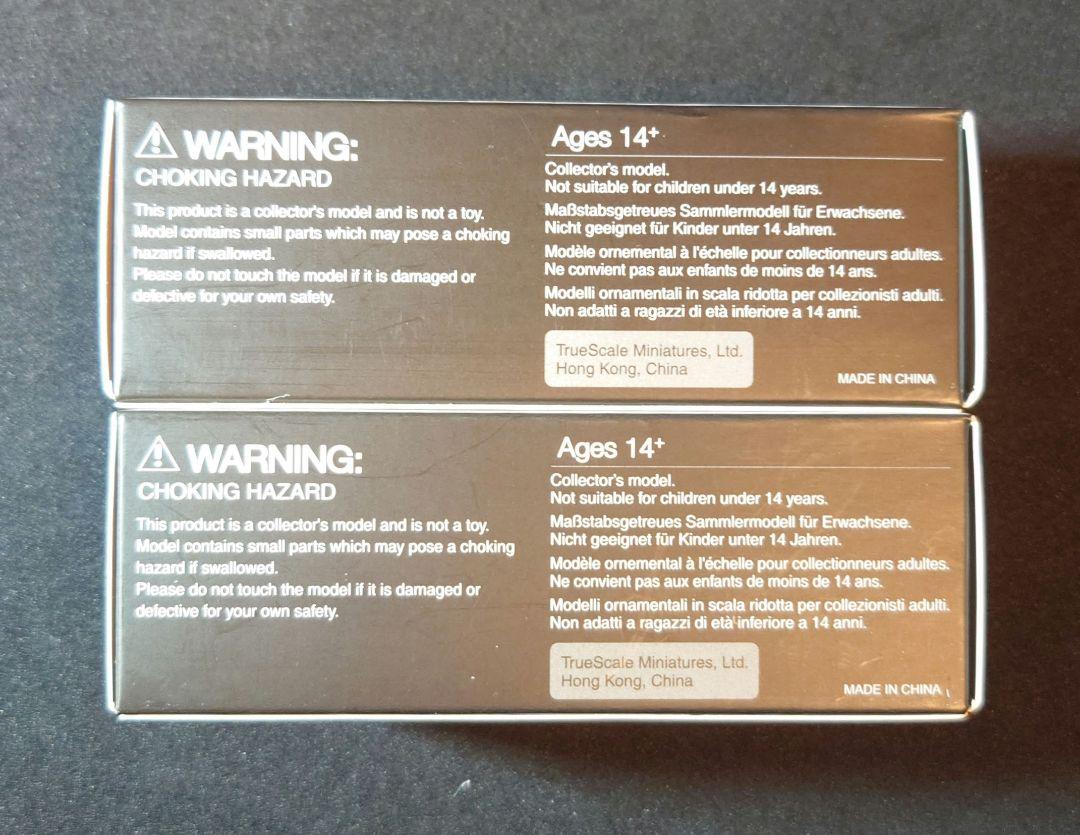 ⚠ WARNING:
CHOKING HAZARD
This product is a collector's model and is not a toy.
Model contains small parts which may pose a choking
hazard if swallowed.
Please do not touch the model if it is damaged or
defective for your own safety.
Ages 14+
Collector's model.
Not suitable for children under 14 years.
Maßstabsgetreues Sammlermodell für Erwachsene.
Nicht geeignet für Kinder unter 14 Jahren.
Modèle ornemental à l'échelle pour collectionneurs adultes.
Ne convient pas aux enfants de moins de 14 ans.
Modelli ornamentali in scala ridotta per collezionisti adulti.
Non adatti a ragazzi di età inferiore a 14 anni.
TrueScale Miniatures, Ltd.
Hong Kong, China
MADE IN CHINA
⚠ WARNING:
CHOKING HAZARD
This product is a collector's model and is not a toy.
Model contains small parts which may pose a choking
hazard if swallowed.
Please do not touch the model if it is damaged or
defective for your own safety.
Ages 14+
Collector's model.
Not suitable for children under 14 years.
Maßstabsgetreues Sammlermodell für Erwachsene.
Nicht geeignet für Kinder unter 14 Jahren.
Modèle ornemental à l'échelle pour collectionneurs adultes.
Ne convient pas aux enfants de moins de 14 ans.
Modelli ornamentali in scala ridotta per collezionisti adulti.
Non adatti a ragazzi di età inferiore a 14 anni.
TrueScale Miniatures, Ltd.
Hong Kong, China
MADE IN CHINA